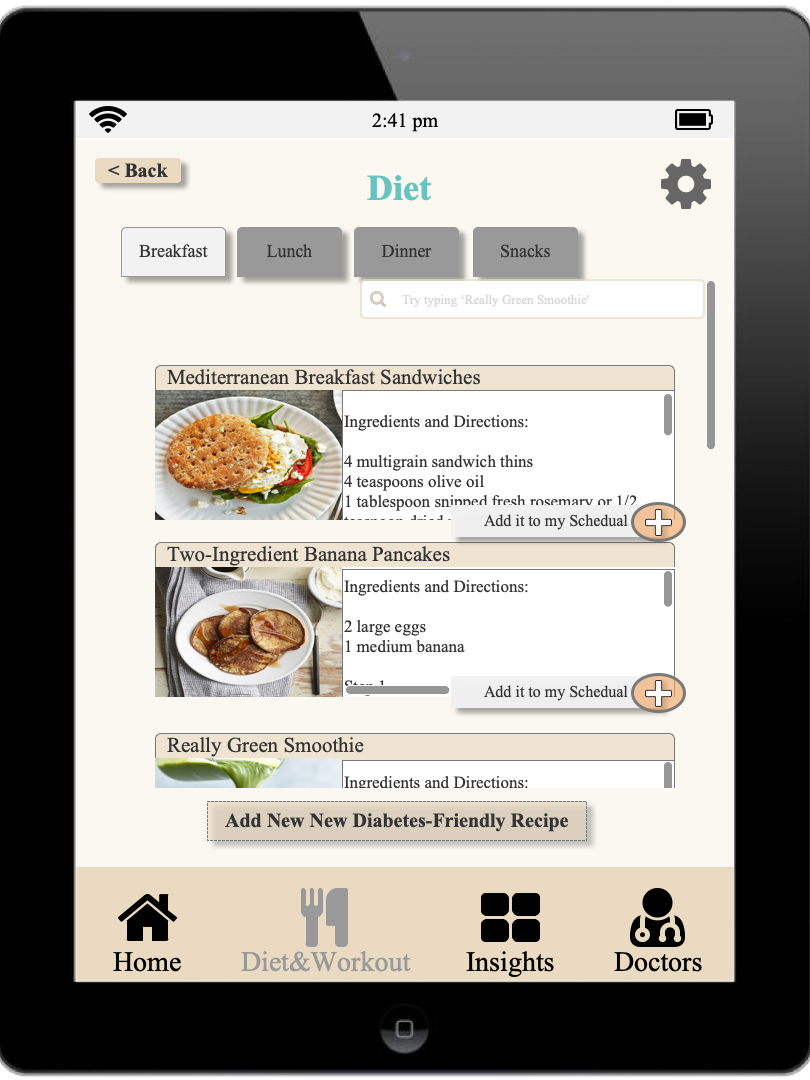 2:41 pm
< Back
Diet
Breakfast
Lunch
Dinner
Snacks
Try typing ‘Really Green Smoothie’
Mediterranean Breakfast Sandwiches
Ingredients and Directions:
4 multigrain sandwich thins
4 teaspoons olive oil
1 tablespoon snipped fresh rosemary or 1/2
teaspoon dried
Add it to my Schedual
Two-Ingredient Banana Pancakes
Ingredients and Directions:
2 large eggs
1 medium banana
Step 1
Add it to my Schedual
Really Green Smoothie
Ingredients and Directions:
Add New New Diabetes-Friendly Recipe
Home
Diet&Workout
Insights
Doctors